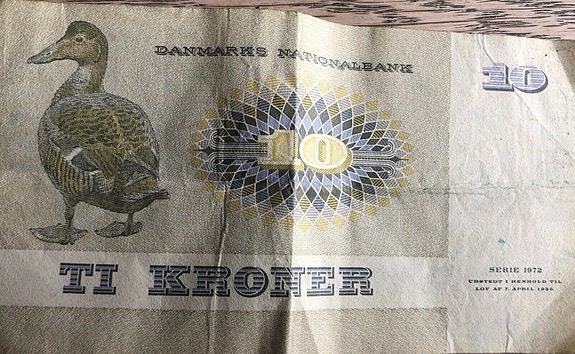 DANMARKS NATIONALBANK
10
10
TI KRONER
SERIE 1972
UDSTEDT I HENHOLD TIL
LOV AF 7. APRIL 1936.